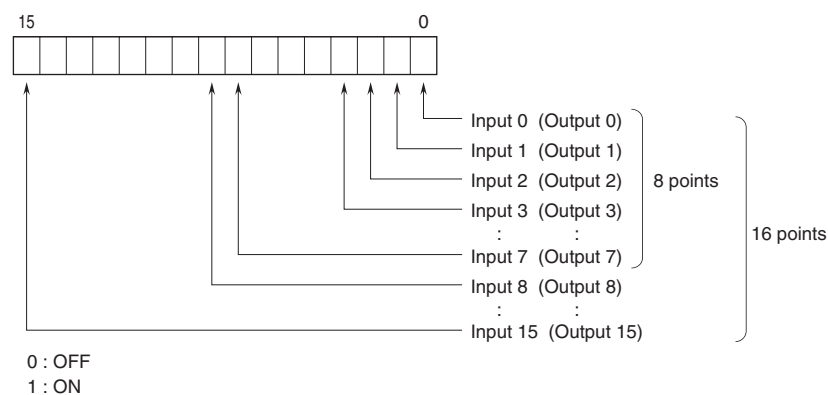 15 0
Input 0 (Output 0)
Input 1 (Output 1)
Input 2 (Output 2)
8 points
Input 3 (Output 3)
: :
16 points
Input 7 (Output 7)
Input 8 (Output 8)
: :
Input 15 (Output 15)
0 : OFF
1 : ON